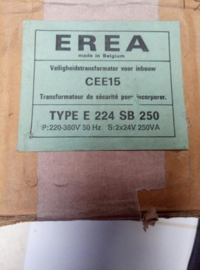 EREA
made in Belgium
Veiligheidstransformator voor inbouw
CEE15
Transformateur de sécurité pour incorporer.
TYPE E 224 SB 250
P:220-380V 50 Hz S:2x24V 250VA